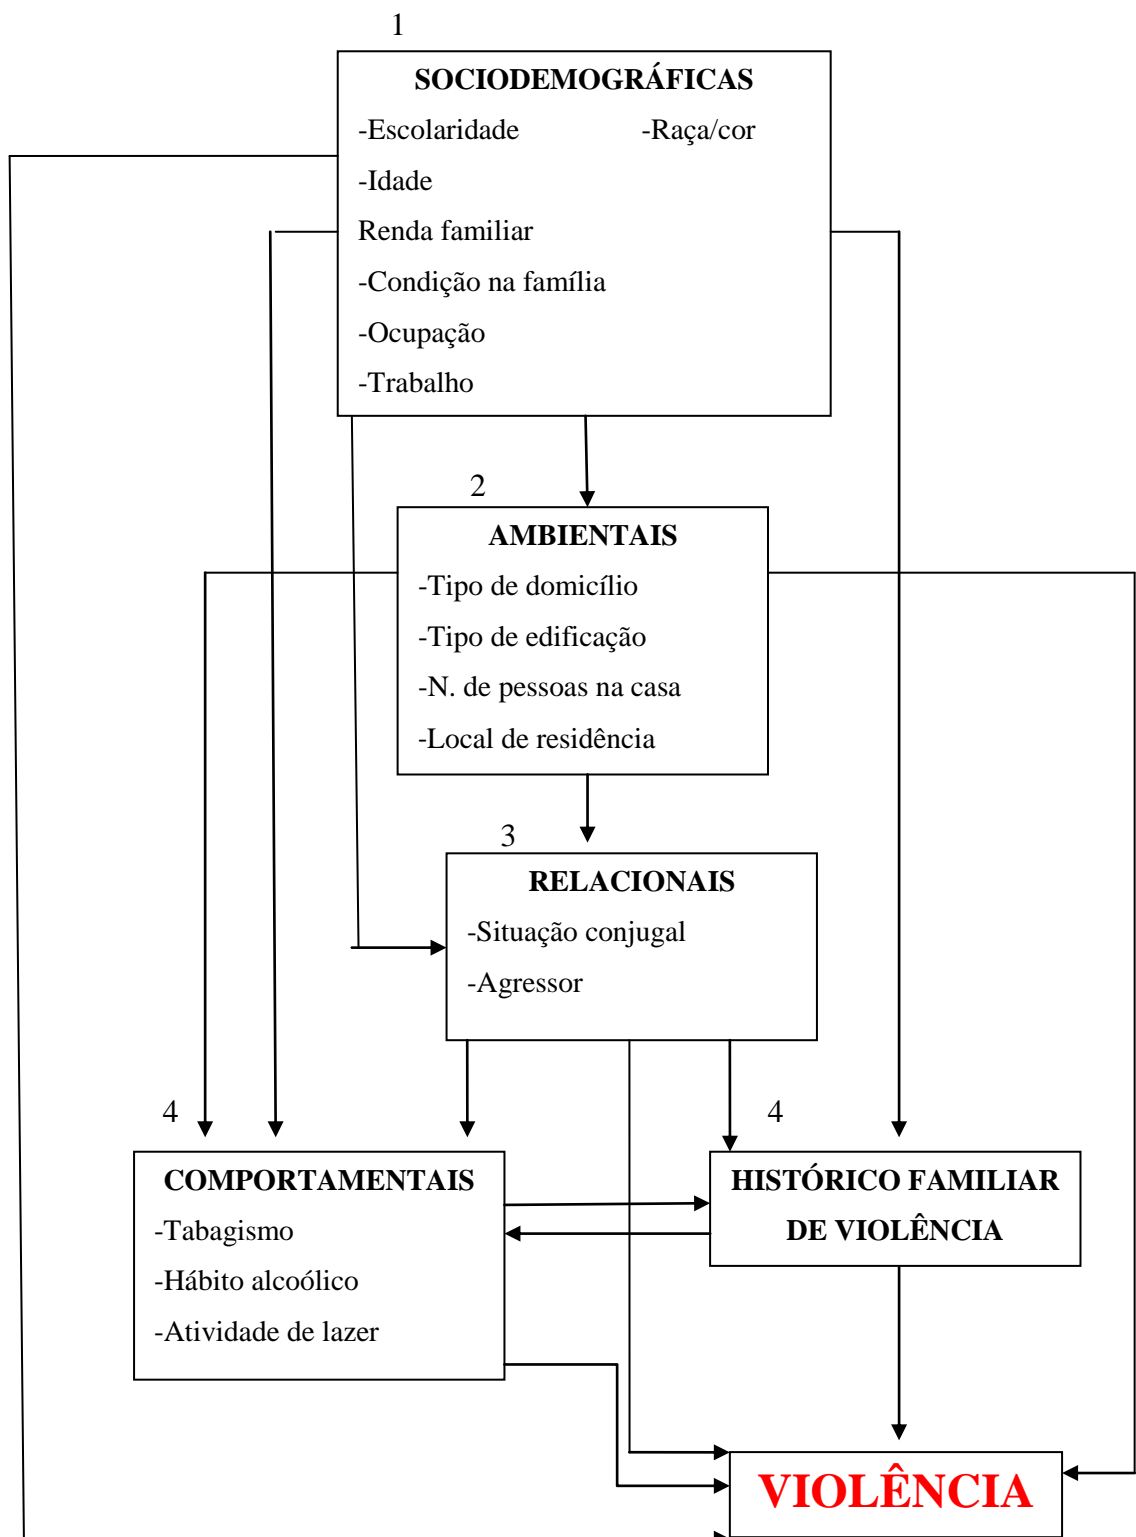 1
SOCIODEMOGRÁFICAS
-Escolaridade -Raça/cor
-Idade
Renda familiar
-Condição na família
-Ocupação
-Trabalho
2
AMBIENTAIS
-Tipo de domicílio
-Tipo de edificação
-N. de pessoas na casa
-Local de residência
3
RELACIONAIS
-Situação conjugal
-Agressor
4
COMPORTAMENTAIS
-Tabagismo
-Hábito alcoólico
-Atividade de lazer
4
HISTÓRICO FAMILIAR
DE VIOLÊNCIA
VIOLÊNCIA